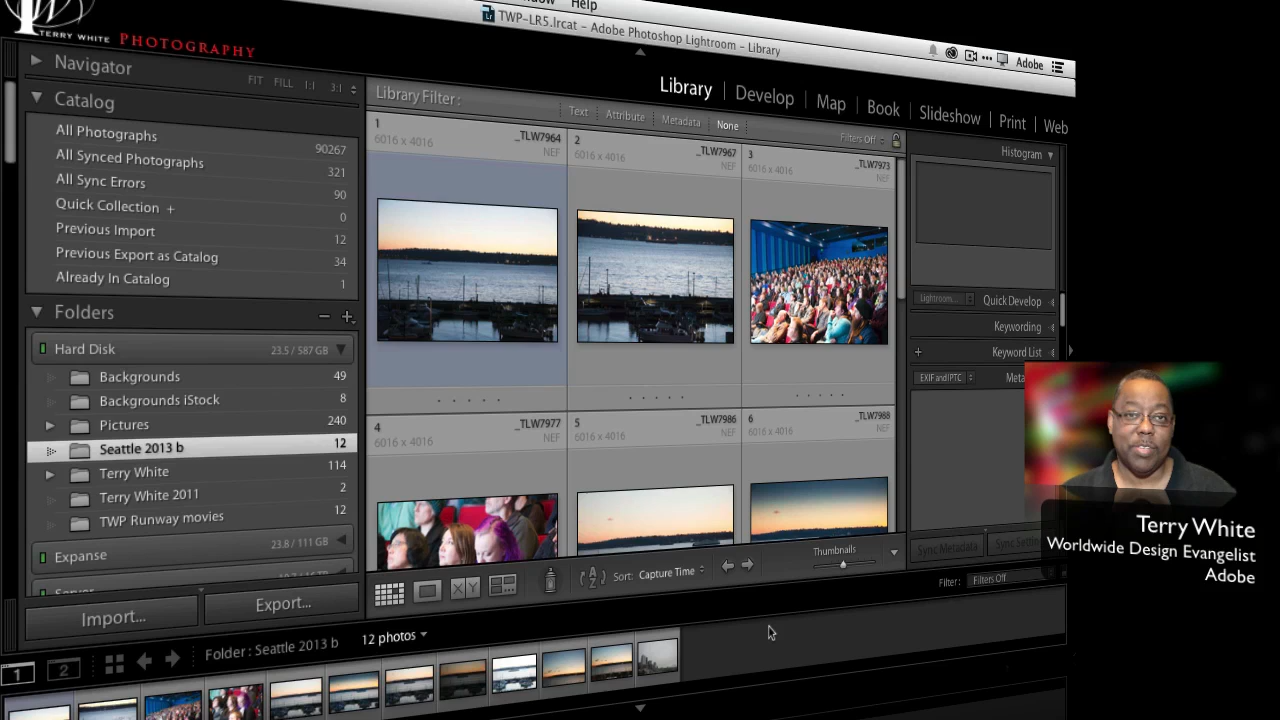 Help
TERRY WHITE PHOTOGRAPHY
TWP-LR5.lrcat - Adobe Photoshop Lightroom - Library
Adobe
Library | Develop | Map | Book | Slideshow | Print | Web
Navigator
FIT FILL 1:1 3:1
Catalog
All Photographs 90267
All Synced Photographs 321
All Sync Errors 90
Quick Collection + 0
Previous Import 12
Previous Export as Catalog 34
Already In Catalog 1
Folders
Hard Disk 23.5 / 587 GB
Backgrounds 49
Backgrounds iStock 8
Pictures 240
Seattle 2013 b 12
Terry White 114
Terry White 2011 2
TWP Runway movies 12
Expanse 23.8 / 111 GB
Import...
Export...
Library Filter :
Text Attribute Metadata None
Filters Off
1 _TLW7964
6016 x 4016 NEF
2 _TLW7967
6016 x 4016 NEF
3 _TLW7973
6016 x 4016 NEF
4 _TLW7977
6016 x 4016 NEF
5 _TLW7986
6016 x 4016 NEF
6 _TLW7988
6016 x 4016 NEF
Histogram
Lightroom... Quick Develop
Keywording
+ Keyword List
EXIF and IPTC
Sync Metadata
XY
Sort: Capture Time
Thumbnails
Filter : Filters Off
1 2
Folder : Seattle 2013 b
12 photos
Terry White
Worldwide Design Evangelist
Adobe